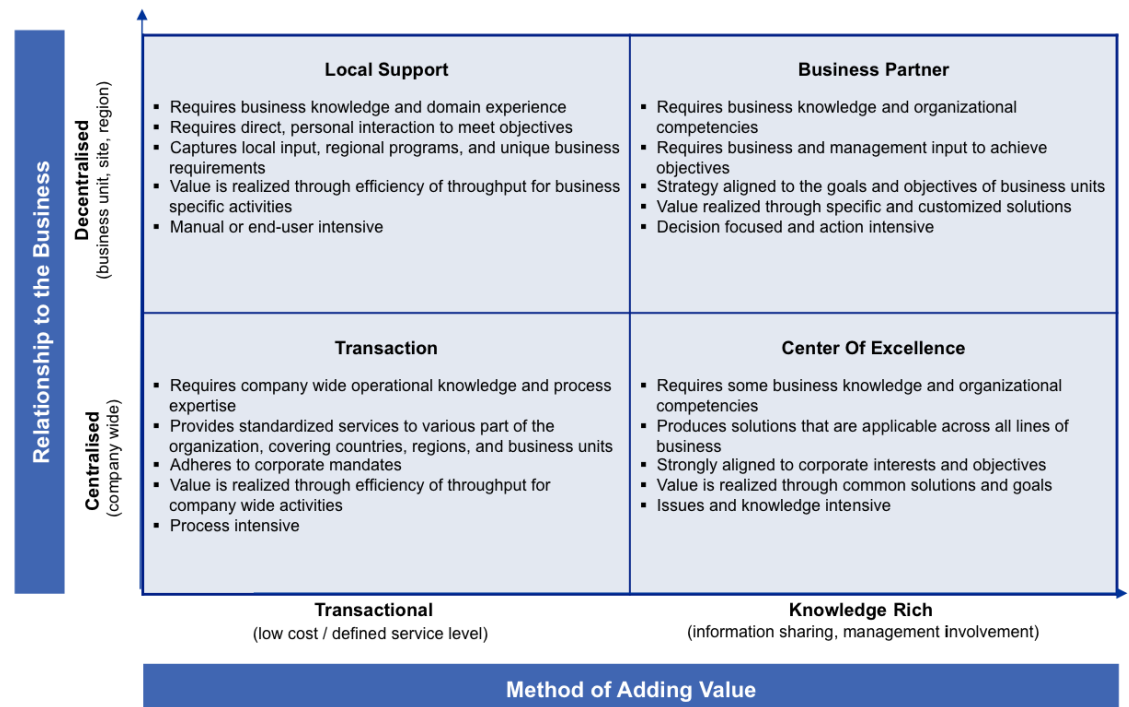 Relationship to the Business
Decentralised
(business unit, site, region)
Centralised
(company wide)
Local Support
▪ Requires business knowledge and domain experience
▪ Requires direct, personal interaction to meet objectives
▪ Captures local input, regional programs, and unique business
requirements
▪ Value is realized through efficiency of throughput for business
specific activities
▪ Manual or end-user intensive
Business Partner
▪ Requires business knowledge and organizational
competencies
▪ Requires business and management input to achieve
objectives
▪ Strategy aligned to the goals and objectives of business units
▪ Value realized through specific and customized solutions
▪ Decision focused and action intensive
Transaction
▪ Requires company wide operational knowledge and process
expertise
▪ Provides standardized services to various part of the
organization, covering countries, regions, and business units
▪ Adheres to corporate mandates
▪ Value is realized through efficiency of throughput for
company wide activities
▪ Process intensive
Center Of Excellence
▪ Requires some business knowledge and organizational
competencies
▪ Produces solutions that are applicable across all lines of
business
▪ Strongly aligned to corporate interests and objectives
▪ Value is realized through common solutions and goals
▪ Issues and knowledge intensive
Transactional
(low cost / defined service level)
Knowledge Rich
(information sharing, management involvement)
Method of Adding Value